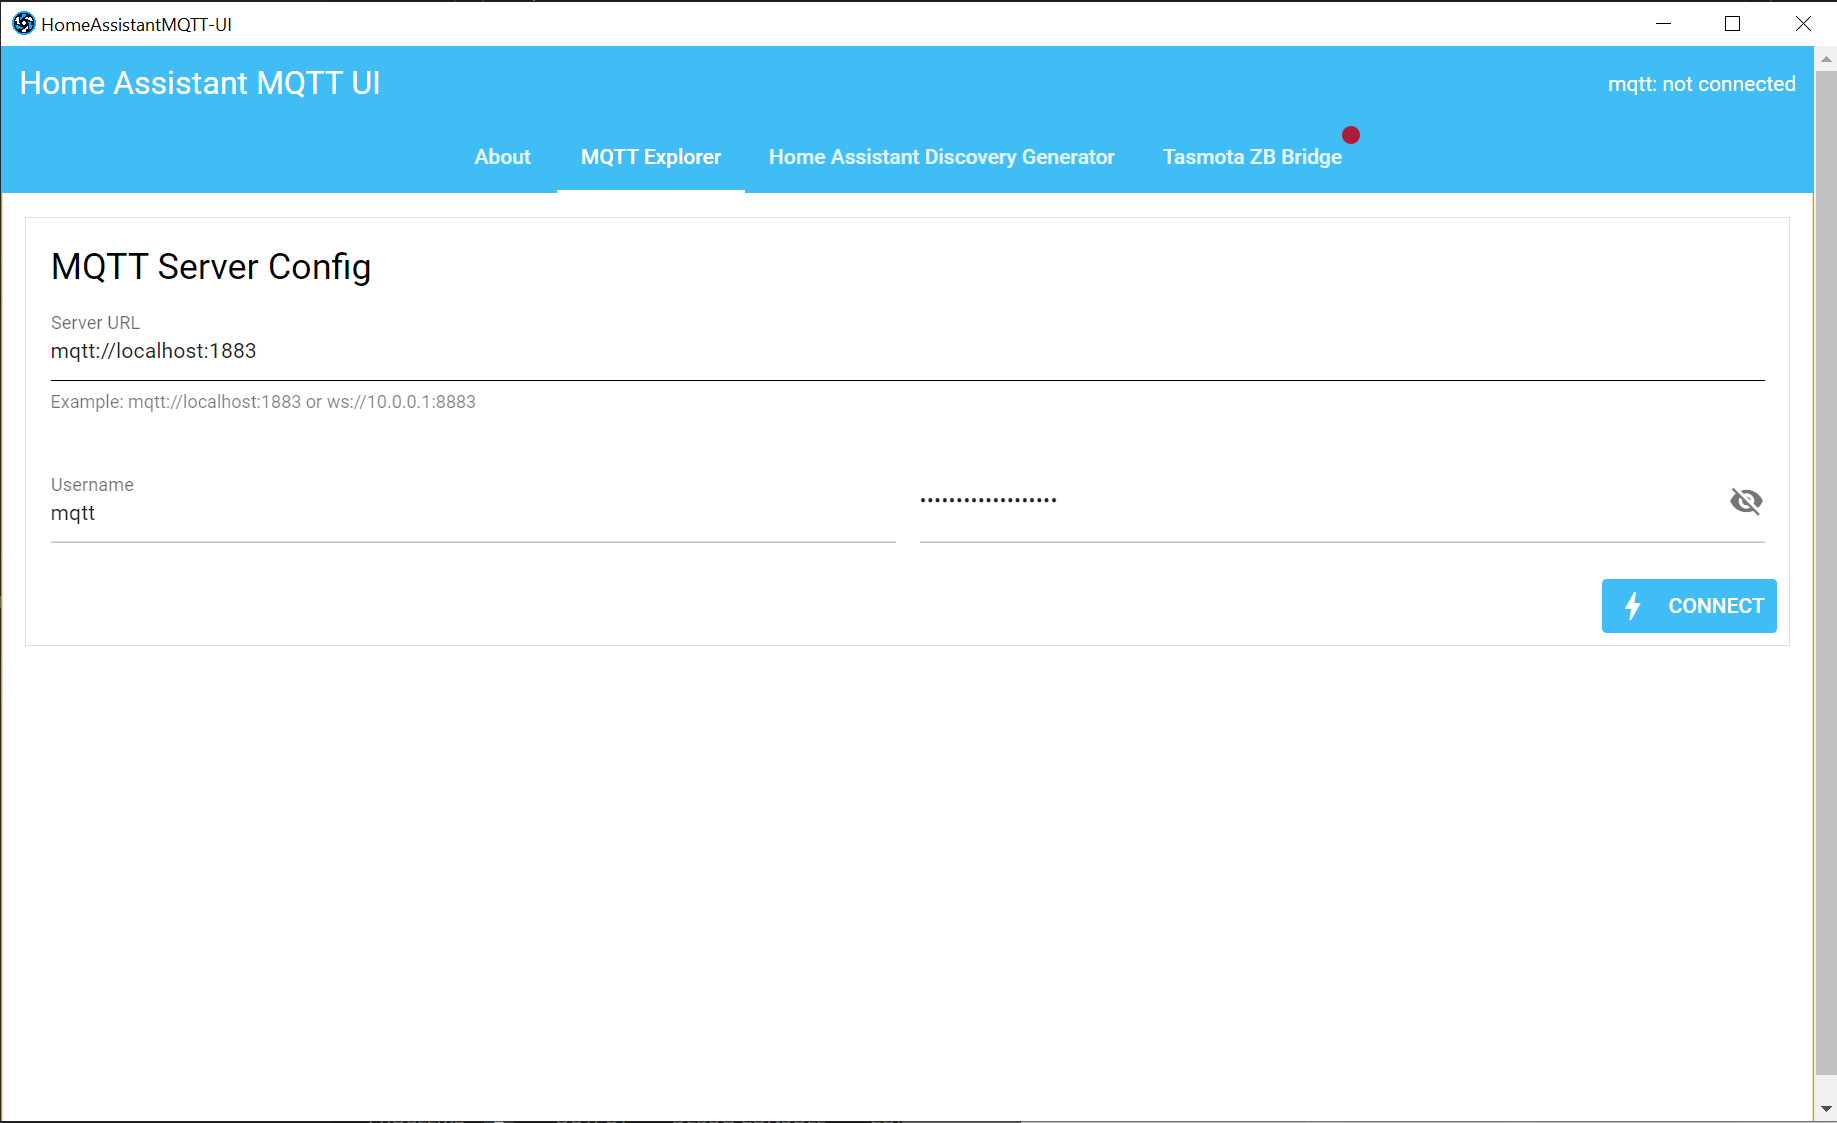 HomeAssistantMQTT-UI
Home Assistant MQTT UI
mqtt: not connected
About
MQTT Explorer
Home Assistant Discovery Generator
Tasmota ZB Bridge
MQTT Server Config
Server URL
mqtt://localhost:1883
Example: mqtt://localhost:1883 or ws://10.0.0.1:8883
Username
mqtt
•••••••••••••••••••
CONNECT